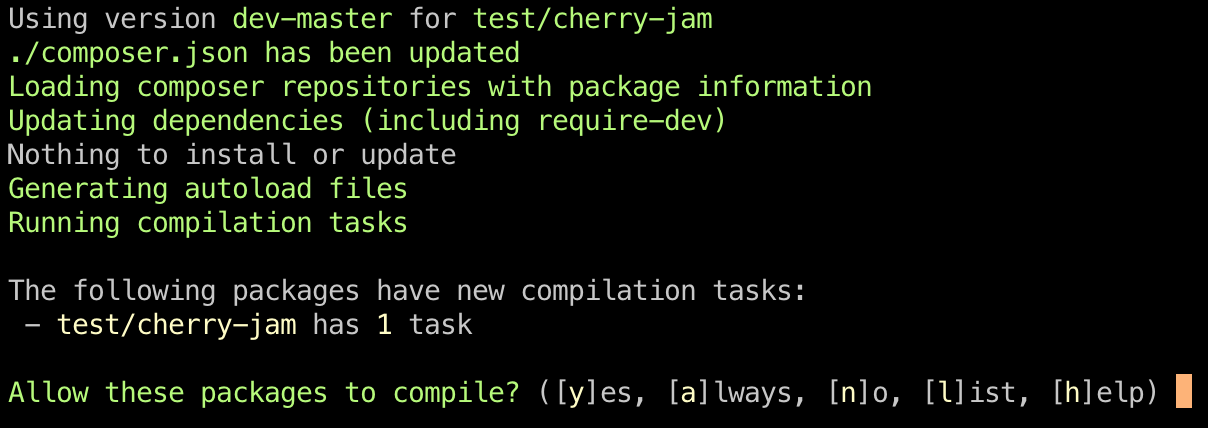 Using version dev-master for test/cherry-jam
./composer.json has been updated
Loading composer repositories with package information
Updating dependencies (including require-dev)
Nothing to install or update
Generating autoload files
Running compilation tasks
The following packages have new compilation tasks:
- test/cherry-jam has 1 task
Allow these packages to compile? ([y]es, [a]lways, [n]o, [l]ist, [h]elp)